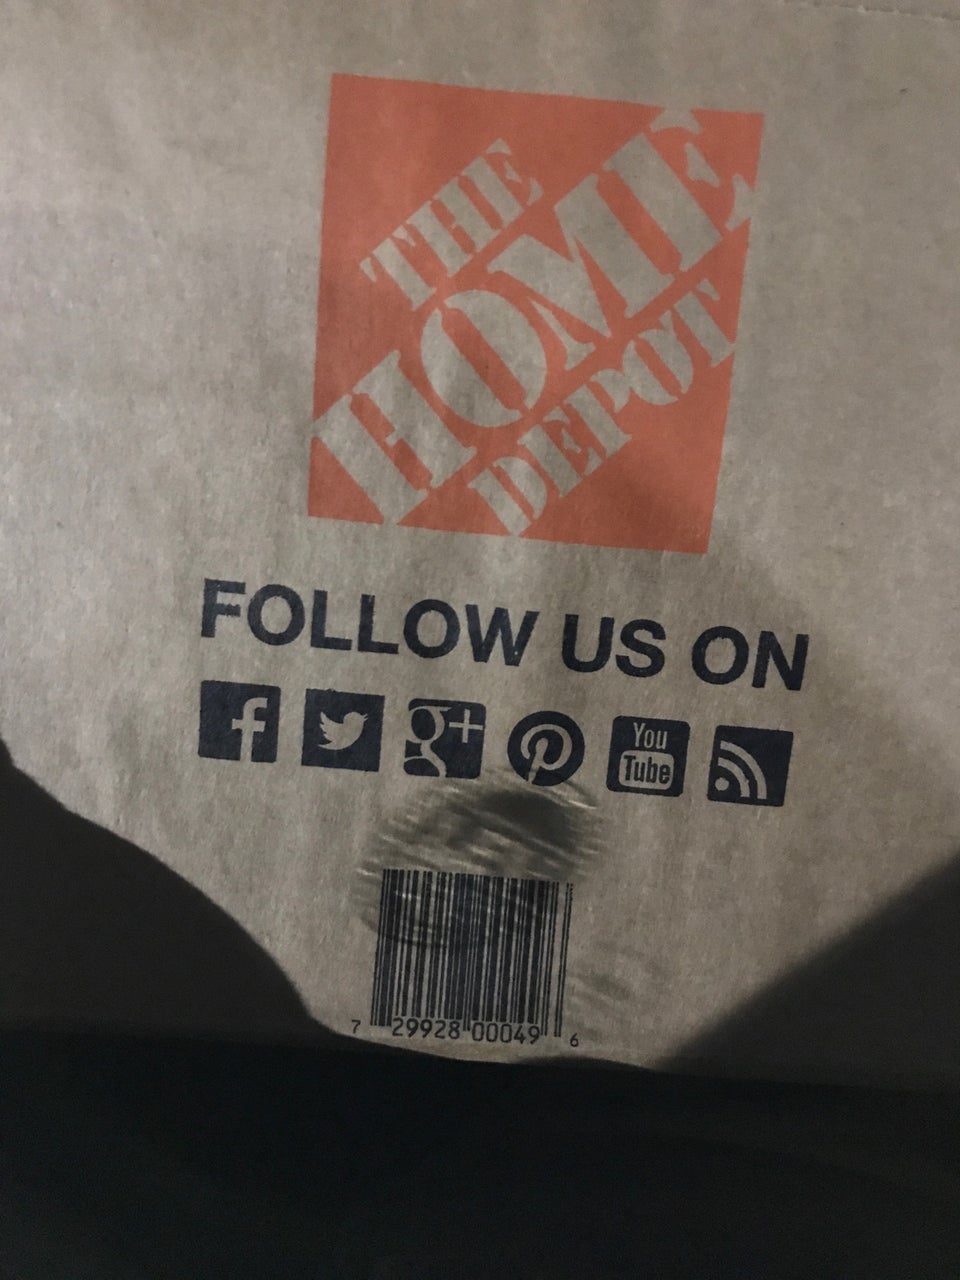 THE
HOME
DEPOT
FOLLOW US ON
f
g+
You
Tube
7 29928 00049 6